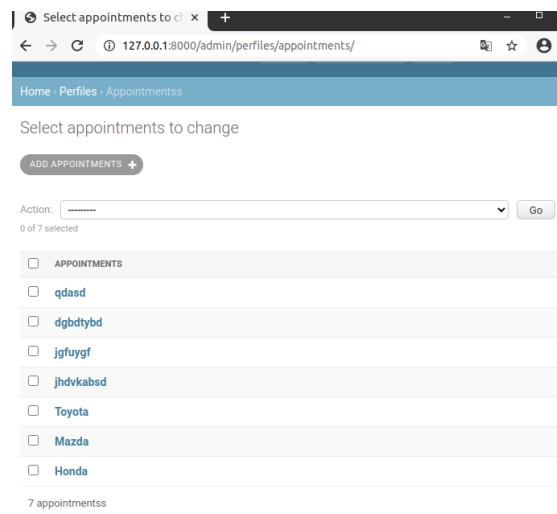 Select appointments to c
127.0.0.1:8000/admin/perfiles/appointments/
Home › Perfiles › Appointmentss
Select appointments to change
ADD APPOINTMENTS +
Action: --------- Go
0 of 7 selected
APPOINTMENTS
qdasd
dgbdtybd
jgfuygf
jhdvkabsd
Toyota
Mazda
Honda
7 appointmentss